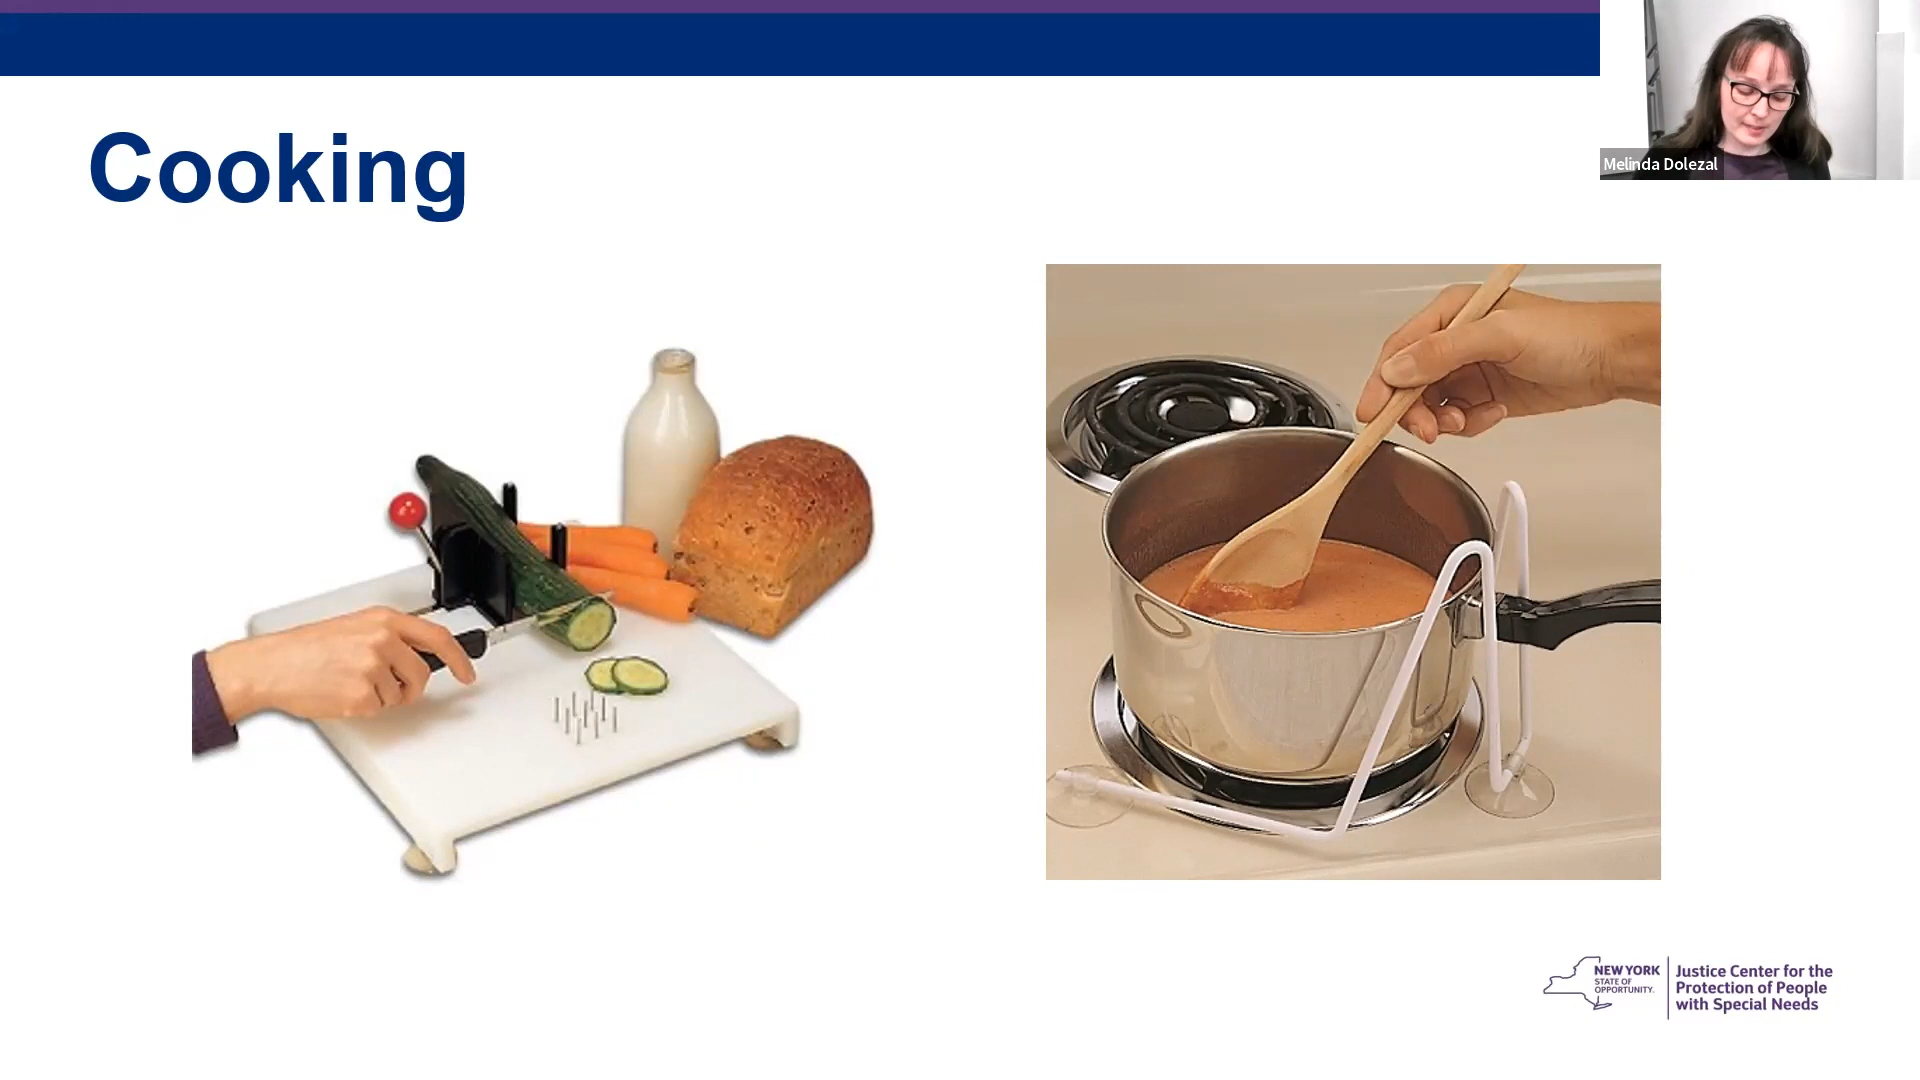 Melinda Dolezal
Cooking
NEW YORK
STATE OF
OPPORTUNITY.
Justice Center for the
Protection of People
with Special Needs